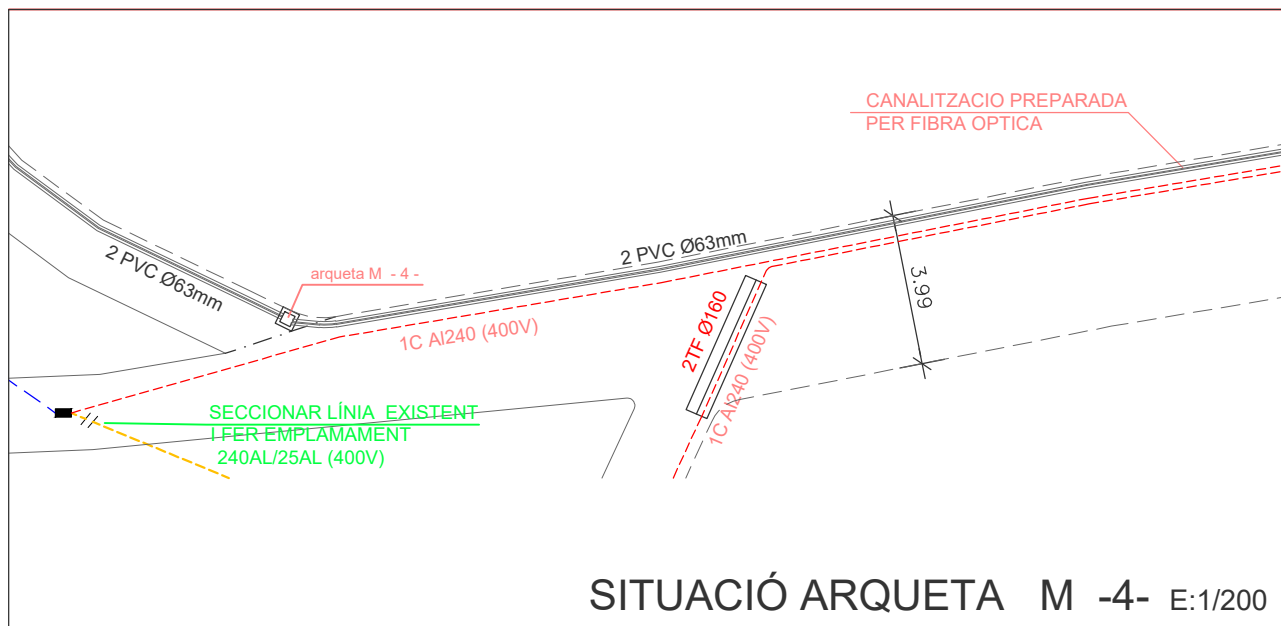 CANALITZACIO PREPARADA
PER FIBRA OPTICA
2 PVC Ø63mm
2 PVC Ø63mm
arqueta M - 4 -
3.99
2TF Ø160
1C Al240 (400V)
1C Al240 (400V)
SECCIONAR LÍNIA EXISTENT
I FER EMPLAMAMENT
240AL/25AL (400V)
SITUACIÓ ARQUETA M -4- E:1/200